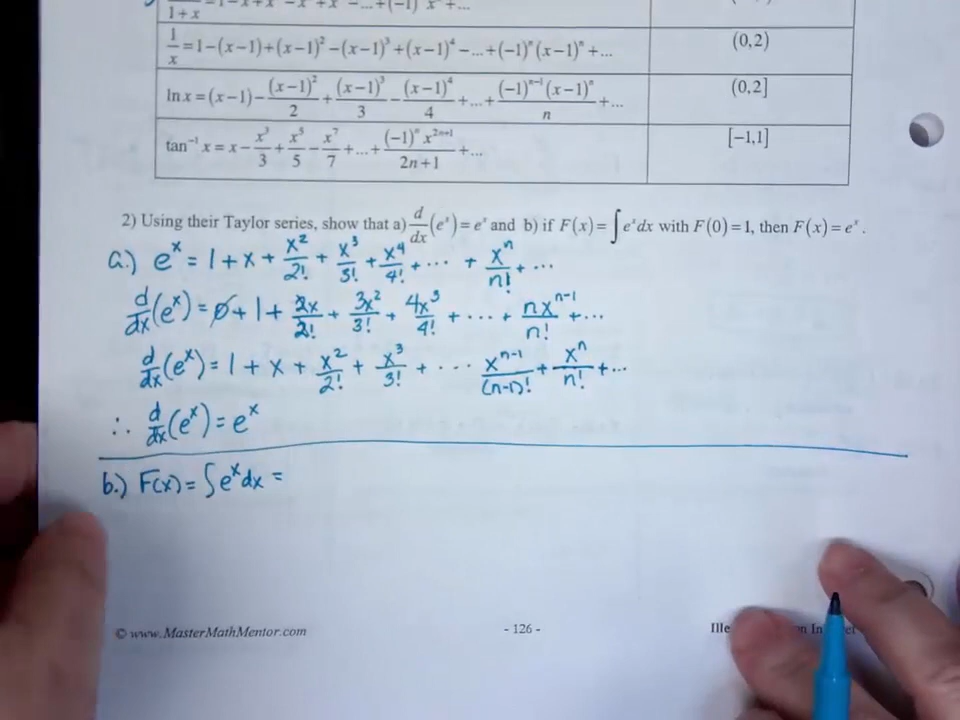 1+x = 1-x+x -x +x -...+(-1) x +...
1/x = 1-(x-1)+(x-1)²-(x-1)³+(x-1)⁴-...+(-1)ⁿ(x-1)ⁿ+... (0,2)
ln x = (x-1)-(x-1)²/2+(x-1)³/3-(x-1)⁴/4+...+(-1)ⁿ⁻¹(x-1)ⁿ/n+... (0,2]
tan⁻¹ x = x-x³/3+x⁵/5-x⁷/7+...+(-1)ⁿx²ⁿ⁺¹/2n+1+... [-1,1]
2) Using their Taylor series, show that a) d/dx(eˣ)=eˣ and b) if F(x)=∫eˣdx with F(0)=1, then F(x)=eˣ.
a.) eˣ = 1+x+x²/2!+x³/3!+x⁴/4!+...+xⁿ/n!+...
d/dx(eˣ)=0+1+2x/2!+3x²/3!+4x³/4!+...+nxⁿ⁻¹/n!+...
d/dx(eˣ)=1+x+x²/2!+x³/3!+... xⁿ⁻¹/(n-1)!+xⁿ/n!+...
∴ d/dx(eˣ)=eˣ
b.) F(x)=∫eˣdx=
© www.MasterMathMentor.com - 126 - Ille